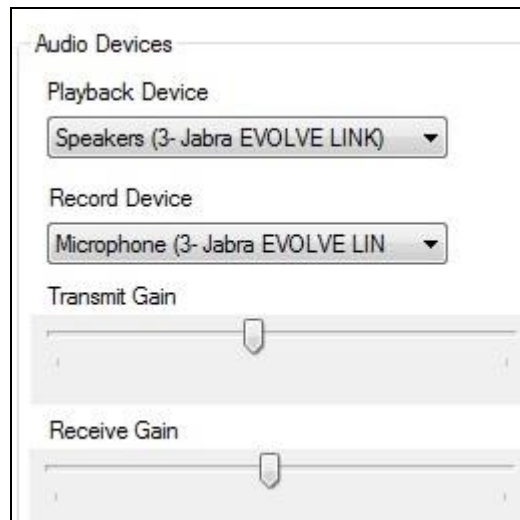 Audio Devices
Playback Device
Speakers (3- Jabra EVOLVE LINK)
Record Device
Microphone (3- Jabra EVOLVE LIN
Transmit Gain
Receive Gain